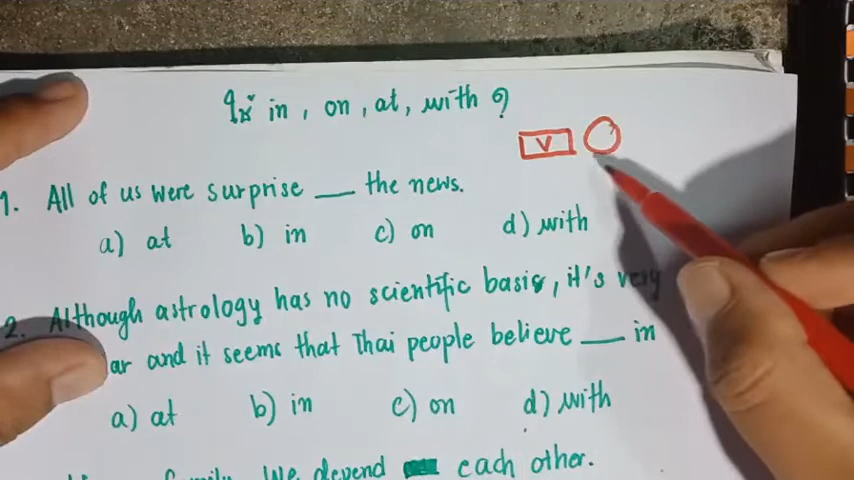 ใช้ in, on, at, with ?
V
1. All of us were surprise ___ the news.
a) at b) in c) on d) with
2. Although astrology has no scientific basis, it's very
ar and it seems that Thai people believe ___ in
a) at b) in c) on d) with
family. We depend each other.